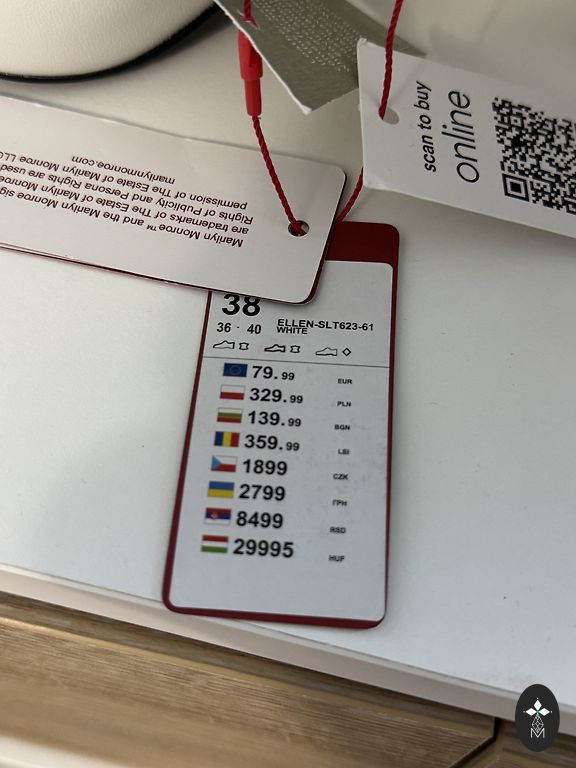 scan to buy
online
Marilyn Monroe™ and the Marilyn Monroe sig
are trademarks of The Estate of Marilyn Monroe
Rights of Publicity and Persona Rights are used
permission of The Estate of Marilyn Monroe LLC
marilynmonroe.com
38
36 - 40
ELLEN-SLT623-61
WHITE
79.99 EUR
329.99 PLN
139.99 BGN
359.99 LEI
1899 CZK
2799 ГРН
8499 RSD
29995 HUF
M